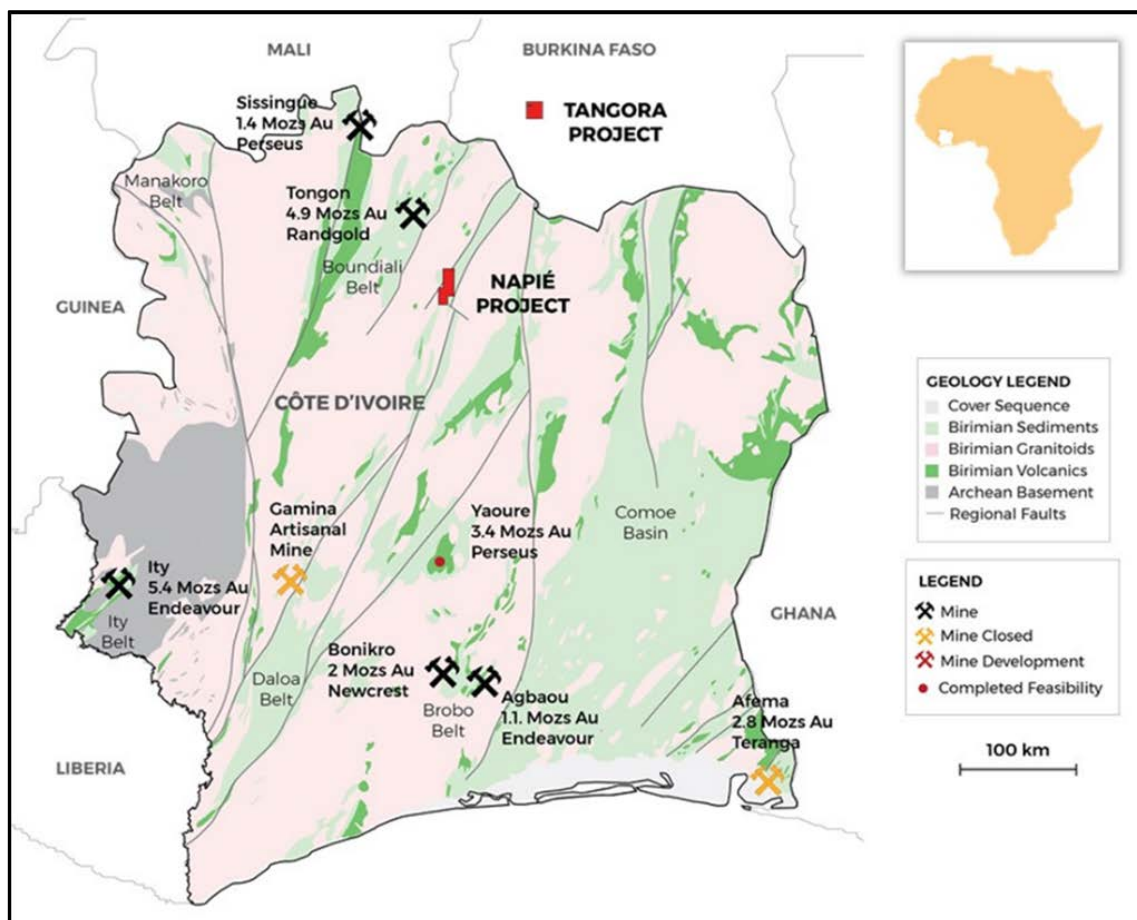 MALI
BURKINA FASO
TANGORA
PROJECT
Sissingue
1.4 Mozs Au
Perseus
Manakoro
Belt
Tongon
4.9 Mozs Au
Randgold
Boundiali
Belt
NAPIÉ
PROJECT
GUINEA
CÔTE D'IVOIRE
Gamina
Artisanal
Mine
Yaoure
3.4 Mozs Au
Perseus
Comoe
Basin
Ity
5.4 Mozs Au
Endeavour
Ity
Belt
GHANA
Bonikro
2 Mozs Au
Newcrest
Daloa
Belt
Brobo
Belt
Agbaou
1.1. Mozs Au
Endeavour
Afema
2.8 Mozs Au
Teranga
LIBERIA
GEOLOGY LEGEND
Cover Sequence
Birimian Sediments
Birimian Granitoids
Birimian Volcanics
Archean Basement
Regional Faults
LEGEND
Mine
Mine Closed
Mine Development
Completed Feasibility
100 km